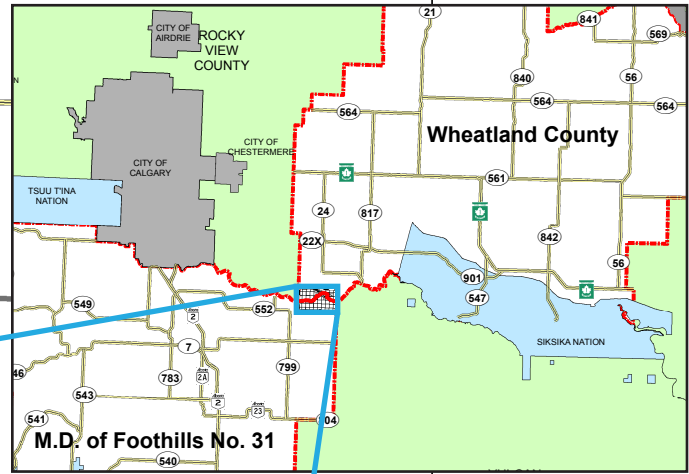 21
841
CITY OF
AIRDRIE
ROCKY
VIEW
COUNTY
569
N
840
56
564
564
564
Wheatland County
CITY OF
CHESTERMERE
CITY OF
CALGARY
561
TSUU T'INA
NATION
24
817
842
22X
56
901
547
549
552
2
SIKSIKA NATION
7
46
783
2A
799
543
2
23
04
541
M.D. of Foothills No. 31
540